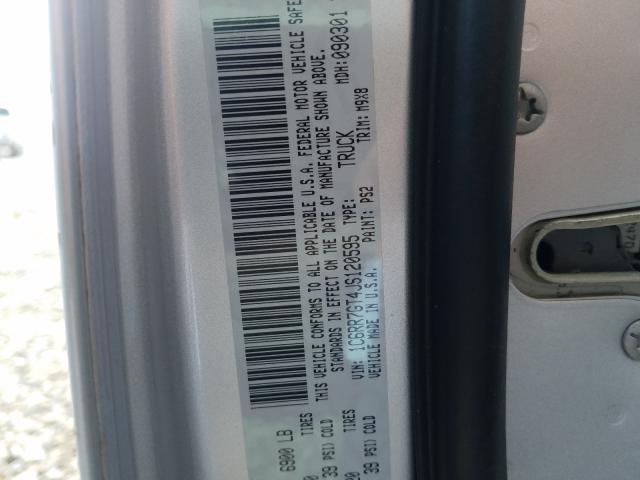 6900 LB
TIRES
39 PSI) COLD
THIS VEHICLE CONFORMS TO ALL APPLICABLE U.S.A. FEDERAL MOTOR VEHICLE SAFE
STANDARDS IN EFFECT ON THE DATE OF MANUFACTURE SHOWN ABOVE.
VIN: 1C6RR7GT4JS120595 TYPE: TRUCK MDH: 090301
PAINT: PS2 TRIM: M9X8
VEHICLE MADE IN U.S.A.
TIRES
39 PSI) COLD